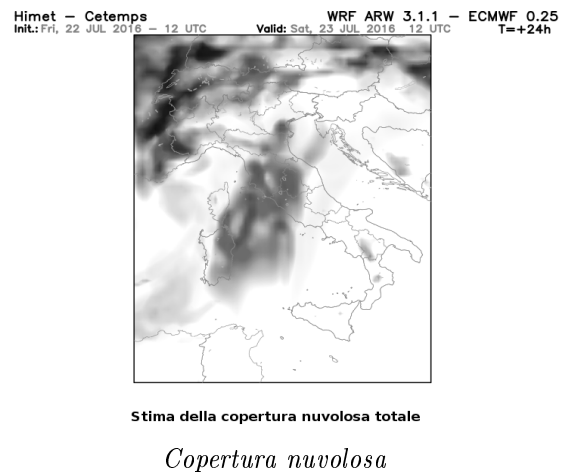 Himet – Cetemps WRF ARW 3.1.1 – ECMWF 0.25
Init.: Fri, 22 JUL 2016 – 12 UTC Valid: Sat, 23 JUL 2016 12 UTC T=+24h
Stima della copertura nuvolosa totale
Copertura nuvolosa